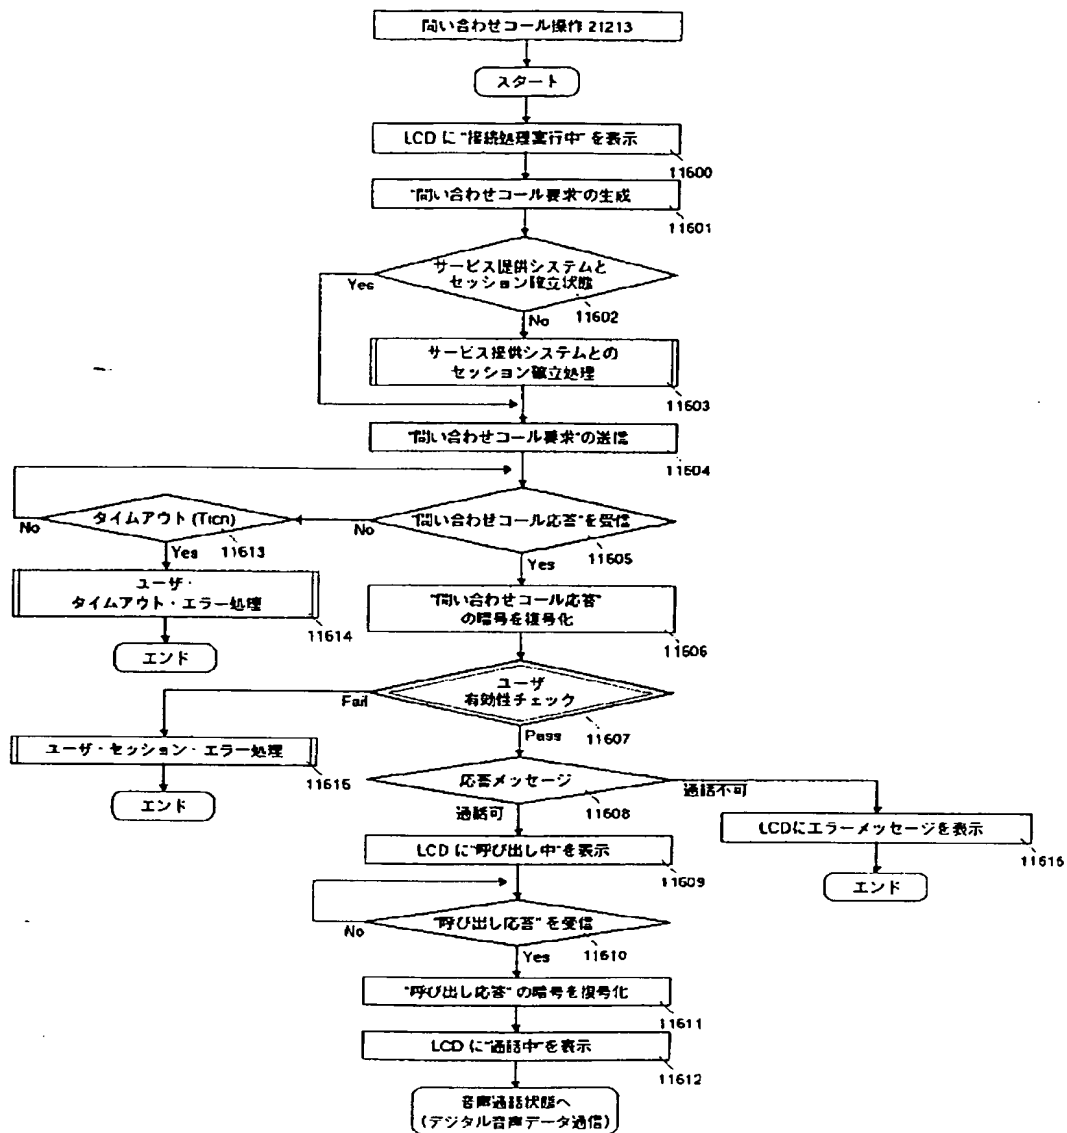 問い合わせコール操作 21213
スタート
LCD に "接続処理実行中" を表示
11600
"問い合わせコール要求"の生成
11601
サービス提供システムと
セッション確立状態
Yes
11602
No
サービス提供システムとの
セッション確立処理
11603
"問い合わせコール要求"の送信
11604
タイムアウト (Ticn)
"問い合わせコール応答"を受信
No
No
11613
11605
Yes
Yes
ユーザ・
タイムアウト・エラー処理
"問い合わせコール応答"
の暗号を復号化
11614
11606
エンド
ユーザ
有効性チェック
Fail
11607
Pass
ユーザ・セッション・エラー処理
11615
エンド
応答メッセージ
通話不可
11608
通話可
LCDにエラーメッセージを表示
11616
エンド
LCD に"呼び出し中"を表示
11609
"呼び出し応答" を受信
No
11610
Yes
"呼び出し応答" の暗号を復号化
11611
LCD に"通話中"を表示
11612
音声通話状態へ
(デジタル音声データ通信)